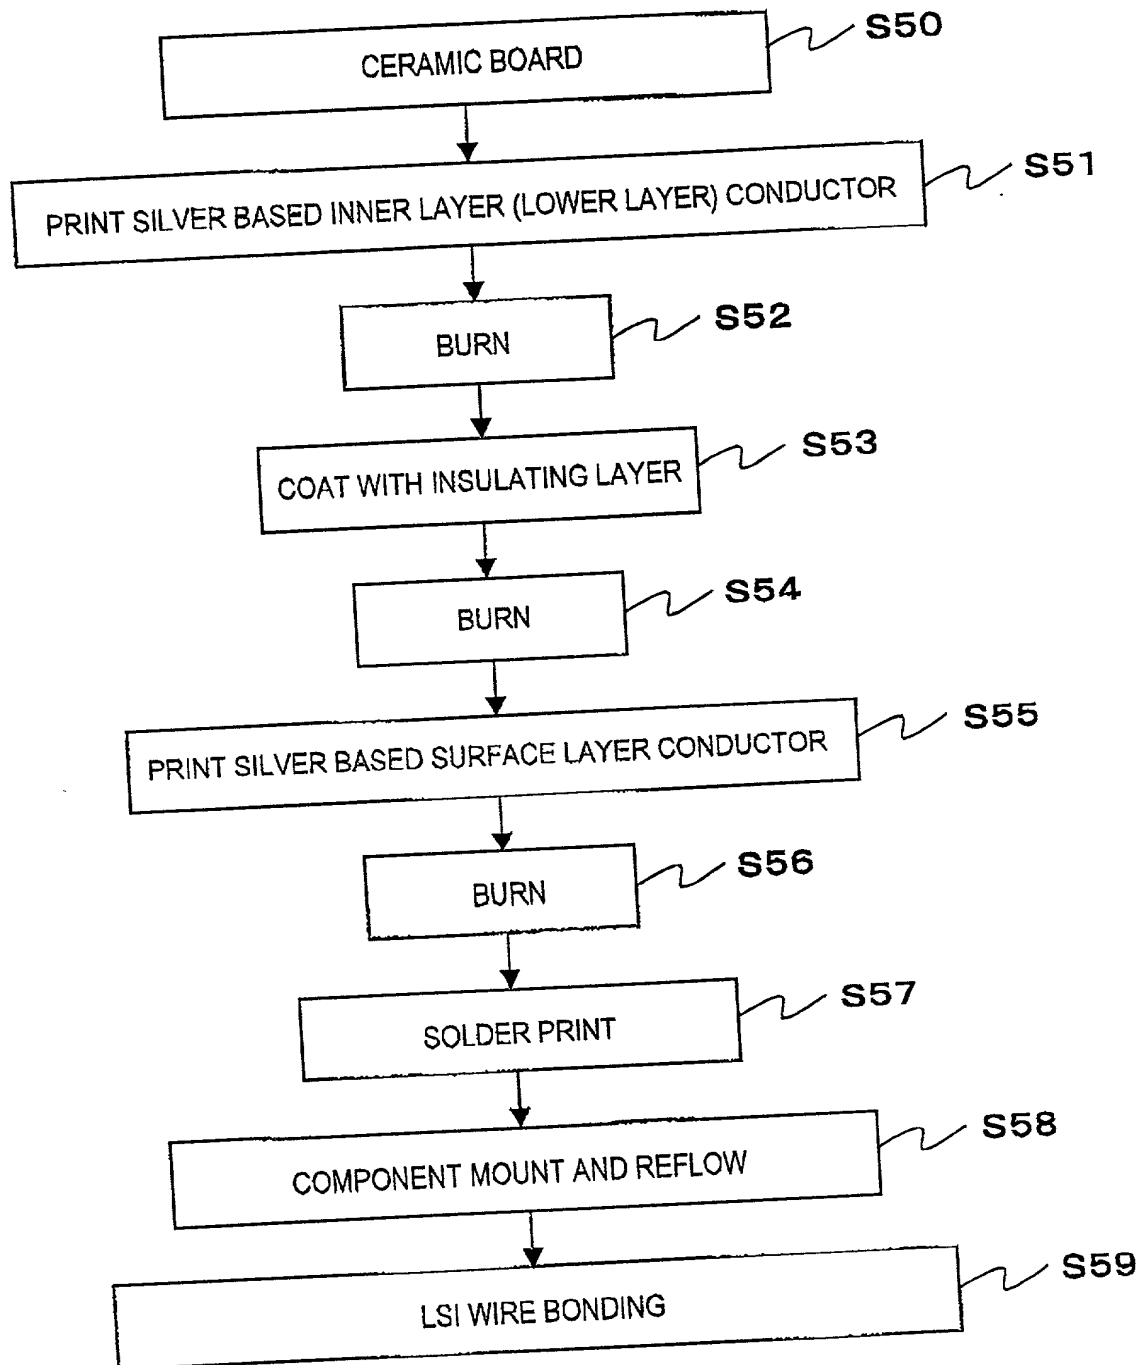 S50
CERAMIC BOARD
S51
PRINT SILVER BASED INNER LAYER (LOWER LAYER) CONDUCTOR
S52
BURN
S53
COAT WITH INSULATING LAYER
S54
BURN
S55
PRINT SILVER BASED SURFACE LAYER CONDUCTOR
S56
BURN
S57
SOLDER PRINT
S58
COMPONENT MOUNT AND REFLOW
S59
LSI WIRE BONDING